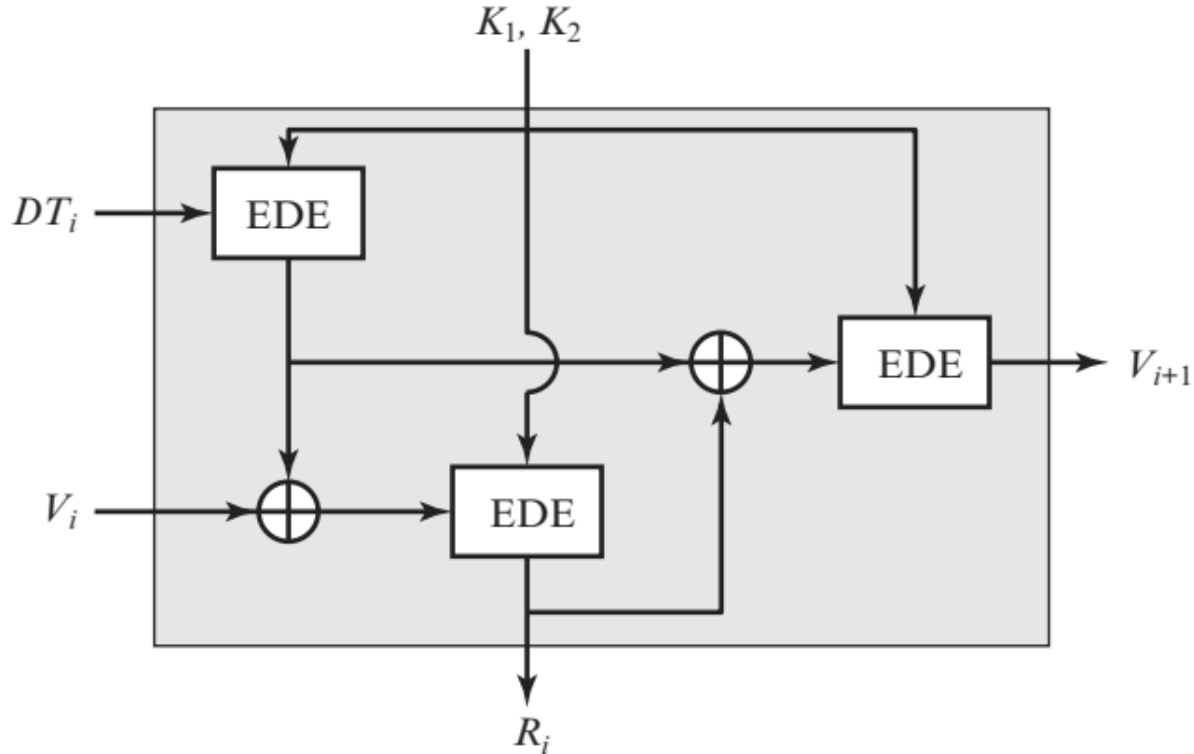 K₁, K₂
EDE
DTᵢ
EDE
Vᵢ₊₁
Vᵢ
EDE
Rᵢ